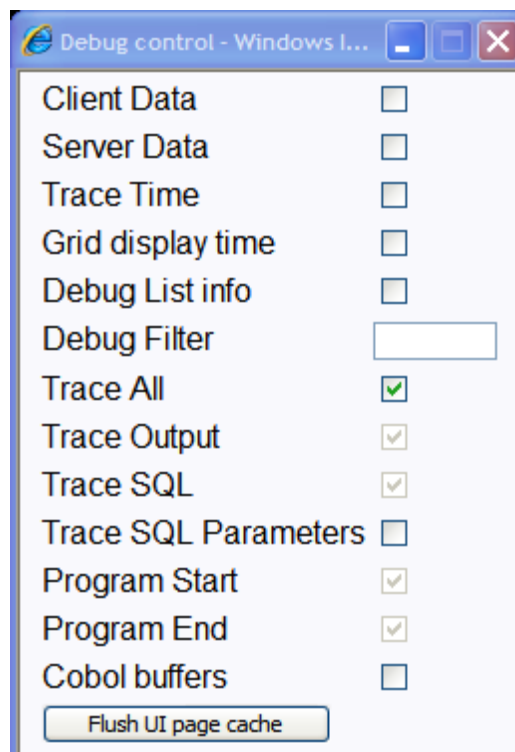 Debug control - Windows I...
Client Data
Server Data
Trace Time
Grid display time
Debug List info
Debug Filter
Trace All
Trace Output
Trace SQL
Trace SQL Parameters
Program Start
Program End
Cobol buffers
Flush UI page cache